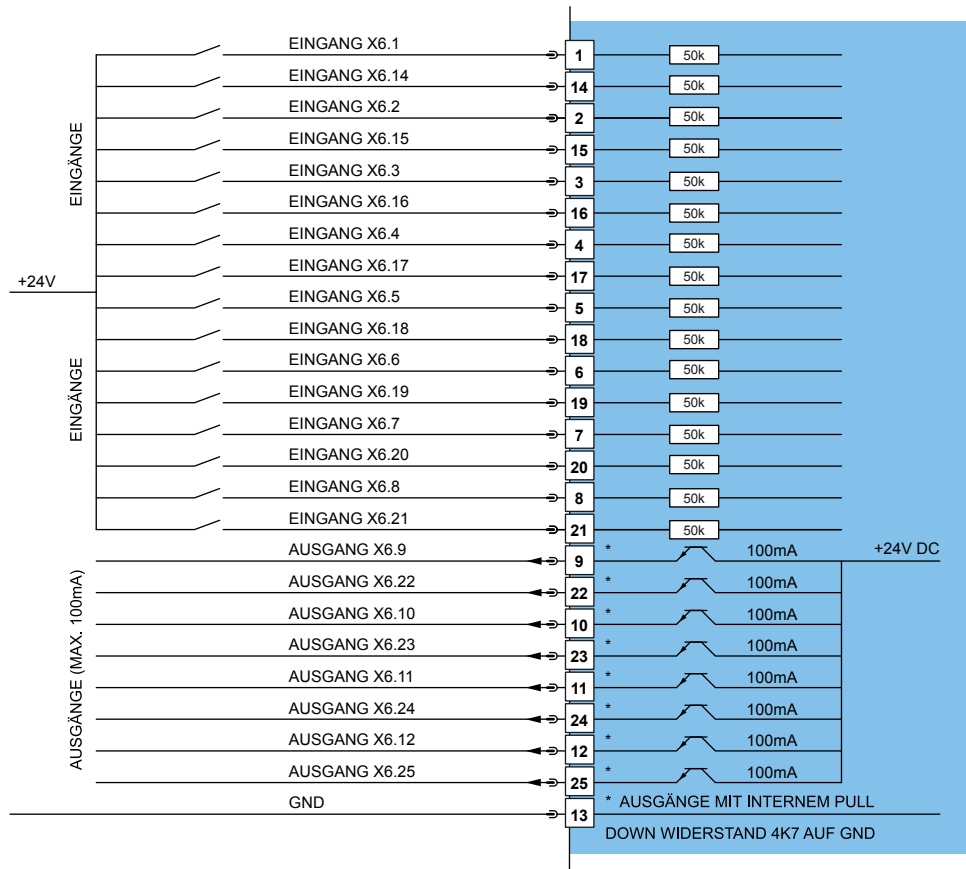 EINGANG X6.1 1 50k
EINGANG X6.14 14 50k
EINGANG X6.2 2 50k
EINGANG X6.15 15 50k
EINGÄNGE
EINGANG X6.3 3 50k
EINGANG X6.16 16 50k
EINGANG X6.4 4 50k
EINGANG X6.17 17 50k
+24V
EINGANG X6.5 5 50k
EINGANG X6.18 18 50k
EINGANG X6.6 6 50k
EINGÄNGE
EINGANG X6.19 19 50k
EINGANG X6.7 7 50k
EINGANG X6.20 20 50k
EINGANG X6.8 8 50k
EINGANG X6.21 21 50k
AUSGANG X6.9 9 * 100mA +24V DC
AUSGANG X6.22 22 * 100mA
AUSGANG X6.10 10 * 100mA
AUSGANG X6.23 23 * 100mA
AUSGÄNGE (MAX. 100mA)
AUSGANG X6.11 11 * 100mA
AUSGANG X6.24 24 * 100mA
AUSGANG X6.12 12 * 100mA
AUSGANG X6.25 25 * 100mA
GND 13 * AUSGÄNGE MIT INTERNEM PULL
DOWN WIDERSTAND 4K7 AUF GND